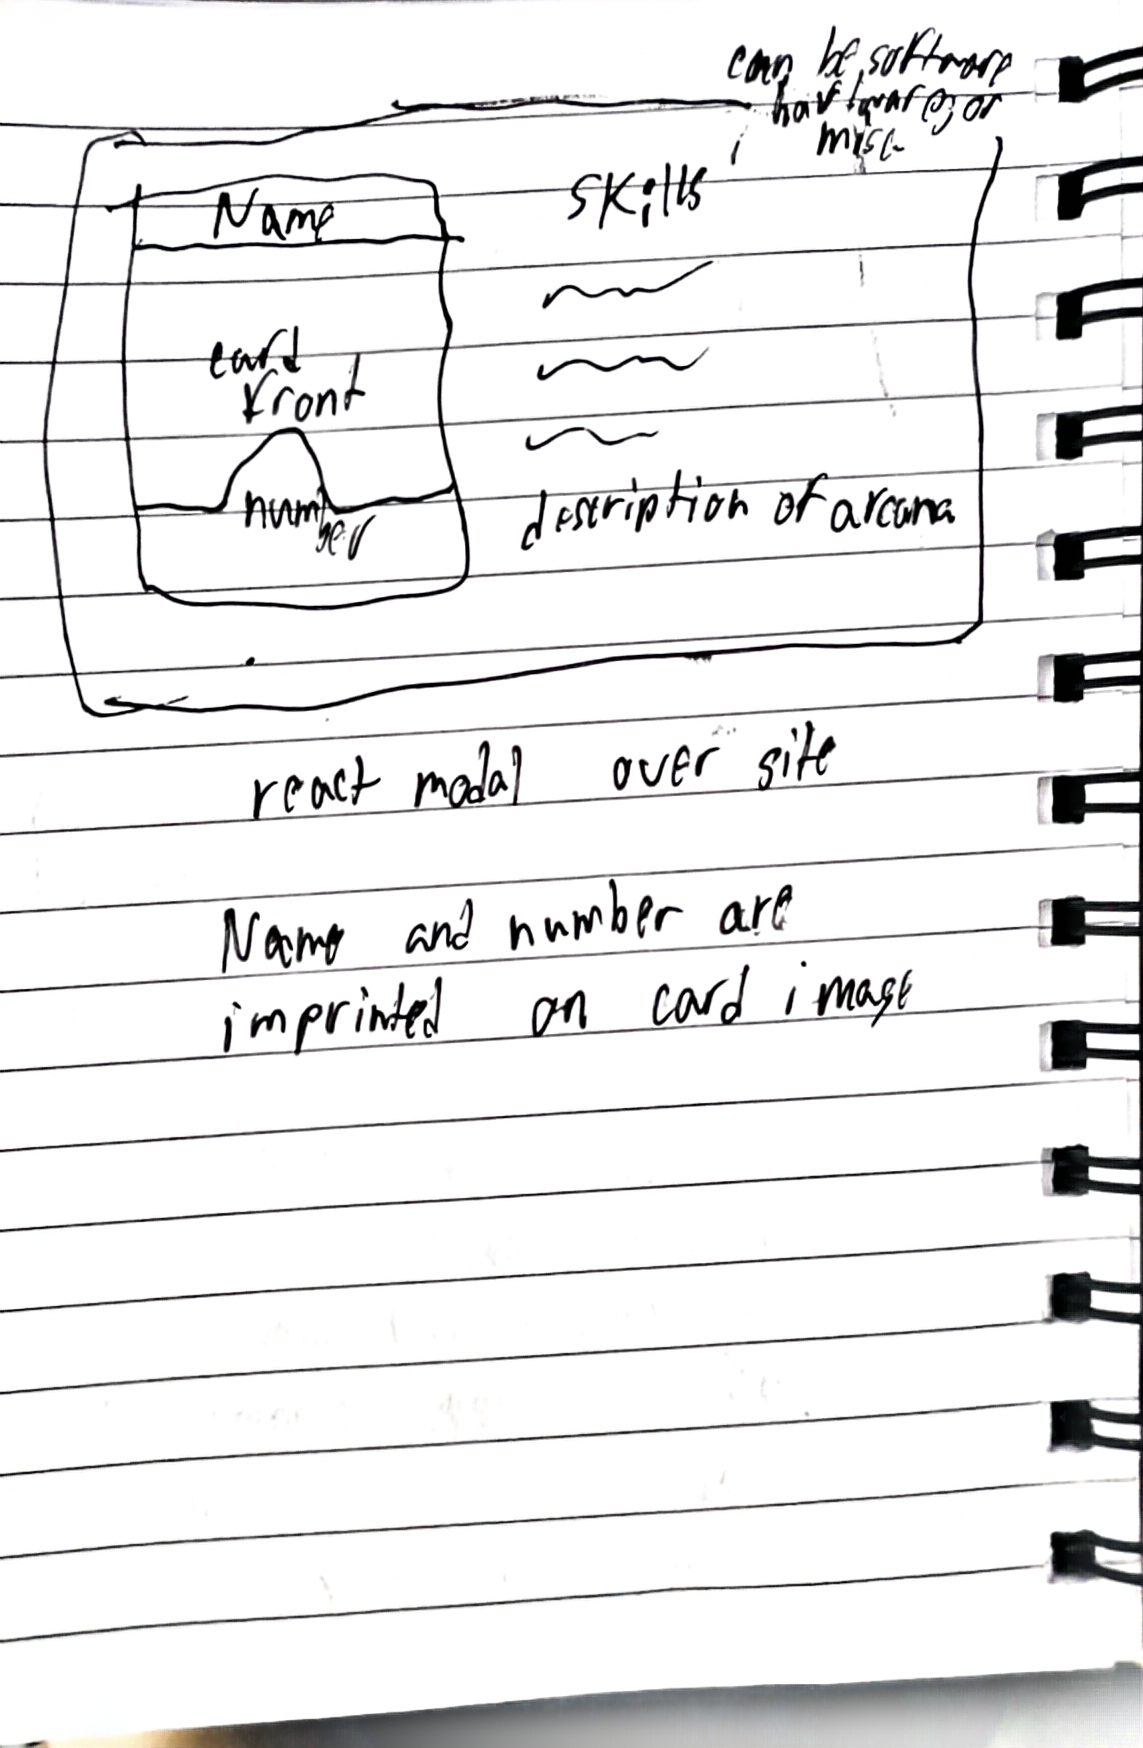 can be software
hardware, or
misc.
Name
skills
card
front
number
description of arcana
react modal over site
Name and number are
imprinted on card image